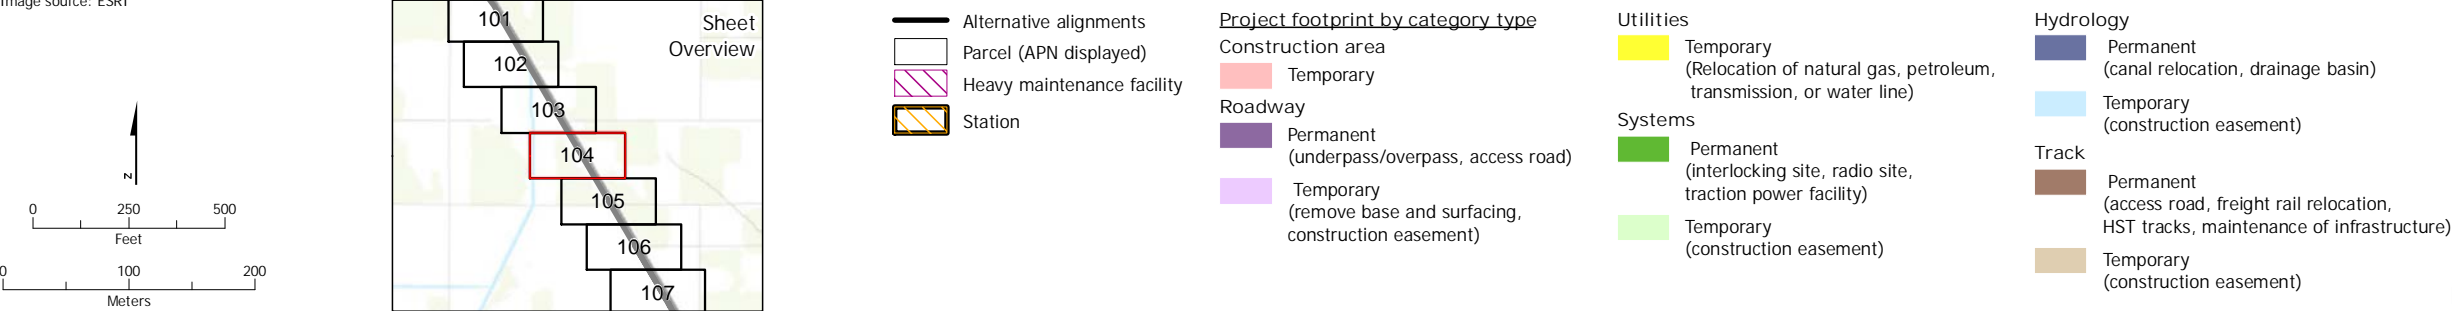 Image source: ESRI
N
0 250 500
Feet
0 100 200
Meters
Sheet
Overview
101
102
103
104
105
106
107
Alternative alignments
Parcel (APN displayed)
Heavy maintenance facility
Station
Project footprint by category type
Construction area
Temporary
Roadway
Permanent
(underpass/overpass, access road)
Temporary
(remove base and surfacing,
construction easement)
Utilities
Temporary
(Relocation of natural gas, petroleum,
transmission, or water line)
Systems
Permanent
(interlocking site, radio site,
traction power facility)
Temporary
(construction easement)
Hydrology
Permanent
(canal relocation, drainage basin)
Temporary
(construction easement)
Track
Permanent
(access road, freight rail relocation,
HST tracks, maintenance of infrastructure)
Temporary
(construction easement)